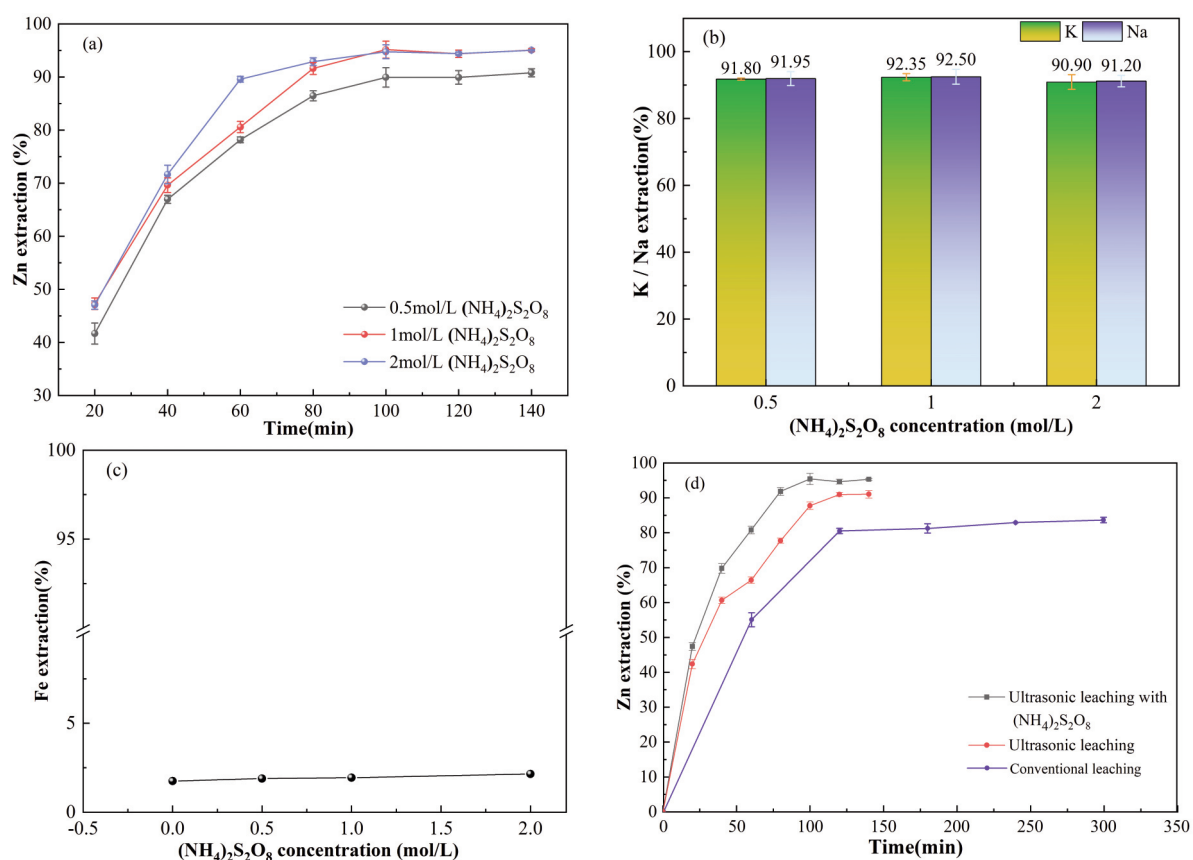 (a)
Zn extraction (%)
100
90
80
70
60
50
40
30
0.5mol/L (NH₄)₂S₂O₈
1mol/L (NH₄)₂S₂O₈
2mol/L (NH₄)₂S₂O₈
20 40 60 80 100 120 140
Time(min)
(b)
K Na
K / Na extraction(%)
100
80
60
40
20
0
91.80 91.95 92.35 92.50 90.90 91.20
0.5 1 2
(NH₄)₂S₂O₈ concentration (mol/L)
(c)
Fe extraction(%)
100
95
5
0
-0.5 0.0 0.5 1.0 1.5 2.0
(NH₄)₂S₂O₈ concentration (mol/L)
(d)
Zn extraction (%)
100
90
80
70
60
50
40
30
20
10
0
Ultrasonic leaching with
(NH₄)₂S₂O₈
Ultrasonic leaching
Conventional leaching
0 50 100 150 200 250 300 350
Time(min)